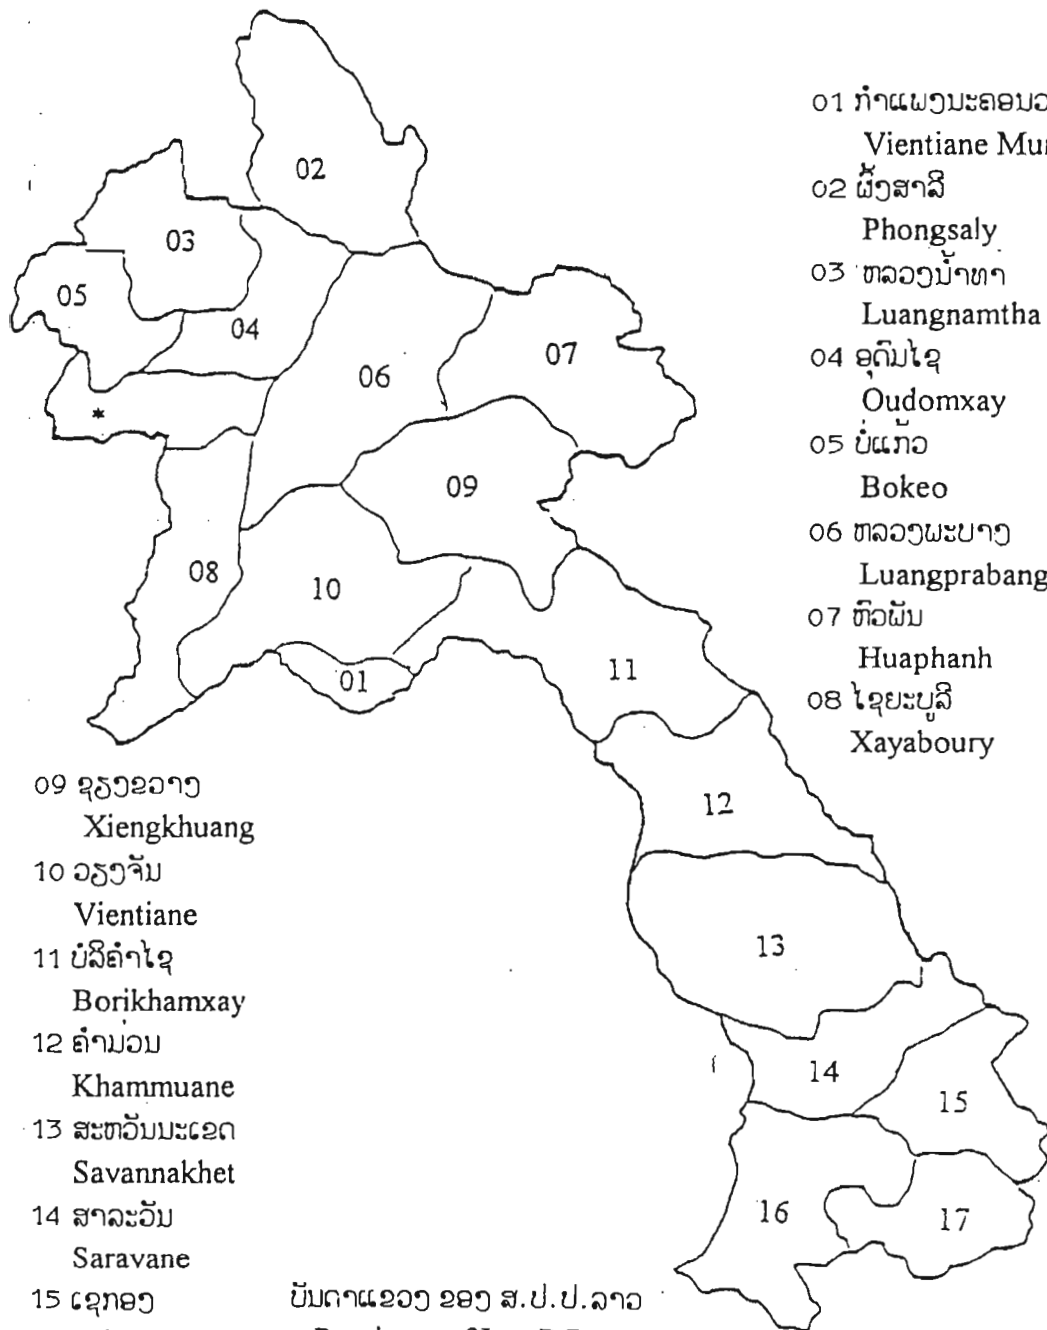 02
03
05
04
06
07
*
09
08
10
01
11
12
13
14
15
16
17
01 ກຳແພງນະຄອນວ
Vientiane Mun
02 ຜົ້ງສາລີ
Phongsaly
03 ຫລວງນ້ຳທາ
Luangnamtha
04 ອຸດົມໄຊ
Oudomxay
05 ບໍ່ແກ້ວ
Bokeo
06 ຫລວງພະບາງ
Luangprabang
07 ຫົວພັນ
Huaphanh
08 ໄຊຍະບູລີ
Xayaboury
09 ຊຽງຂວາງ
Xiengkhuang
10 ວຽງຈັນ
Vientiane
11 ບໍລິຄຳໄຊ
Borikhamxay
12 ຄຳມ່ວນ
Khammuane
13 ສະຫວັນນະເຂດ
Savannakhet
14 ສາລະວັນ
Saravane
15 ເຊກອງ
ບັນດາແຂວງ ຂອງ ສ.ປ.ປ.ລາວ